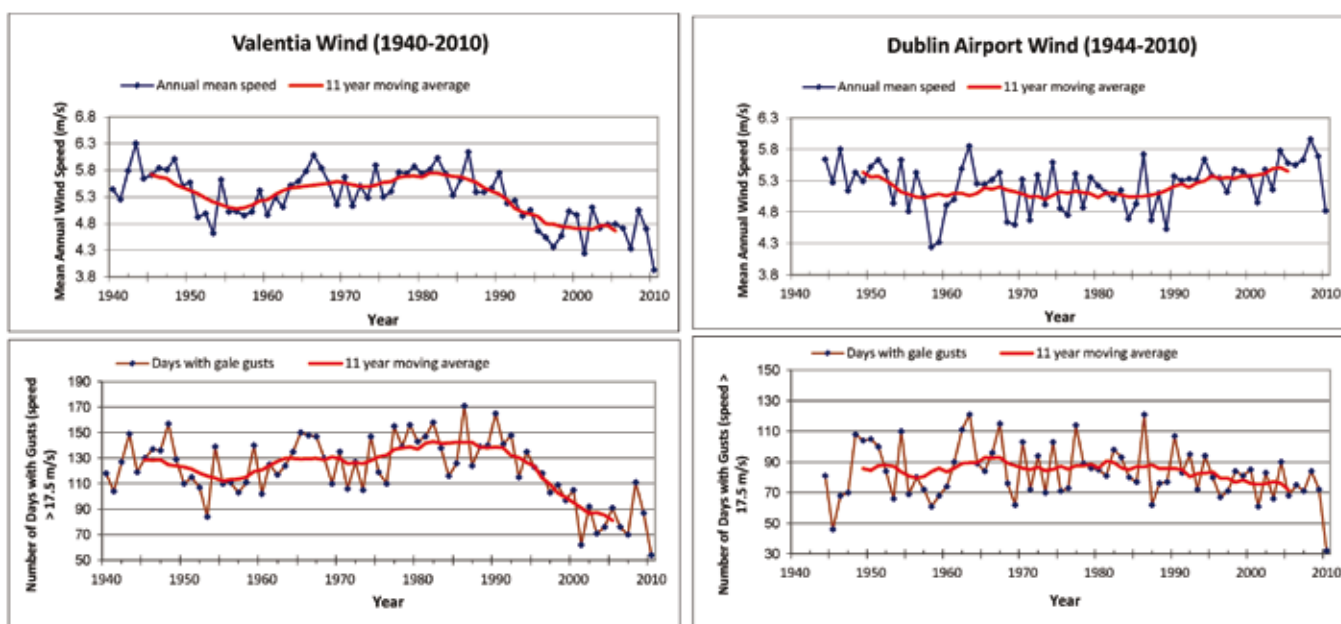 Valentia Wind (1940-2010)
Annual mean speed
11 year moving average
Mean Annual Wind Speed (m/s)
6.8
6.3
5.8
5.3
4.8
4.3
3.8
1940 1950 1960 1970 1980 1990 2000 2010
Year
Dublin Airport Wind (1944-2010)
Annual mean speed
11 year moving average
Mean Annual Wind Speed (m/s)
6.3
5.8
5.3
4.8
4.3
3.8
1940 1950 1960 1970 1980 1990 2000 2010
Year
Days with gale gusts
11 year moving average
Number of Days with Gusts (speed
> 17.5 m/s)
190
170
150
130
110
90
70
50
1940 1950 1960 1970 1980 1990 2000 2010
Year
Days with gale gusts
11 year moving average
Number of Days with Gusts (speed >
17.5 m/s)
150
130
110
90
70
50
30
1940 1950 1960 1970 1980 1990 2000 2010
Year